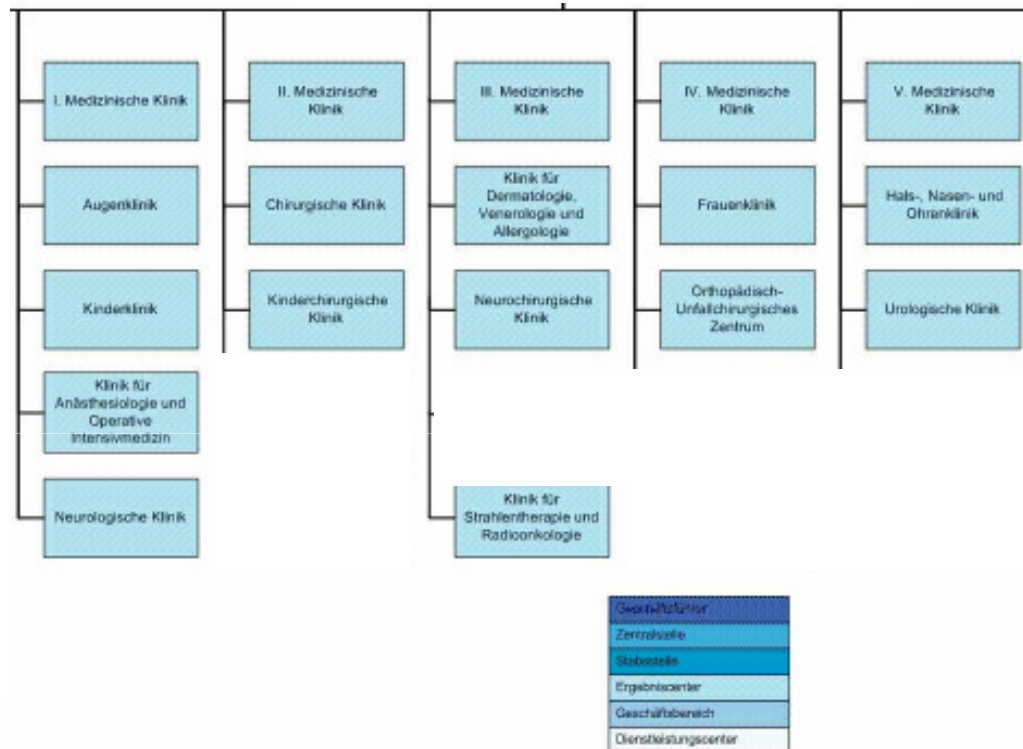 I. Medizinische Klinik
II. Medizinische
Klinik
III. Medizinische
Klinik
IV. Medizinische
Klinik
V. Medizinische
Klinik
Augenklinik
Chirurgische Klinik
Klinik für
Dermatologie,
Venerologie und
Allergologie
Frauenklinik
Hals-, Nasen- und
Ohrenklinik
Kinderklinik
Kinderchirurgische
Klinik
Neurochirurgische
Klinik
Orthopädisch-
Unfallchirurgisches
Zentrum
Urologische Klinik
Klinik für
Anästhesiologie und
Operative
Intensivmedizin
Neurologische Klinik
Klinik für
Strahlentherapie und
Radioonkologie
Geschäftsführer
Zentralstelle
Stabsstelle
Ergebniscenter
Geschäftsbereich
Dienstleistungscenter